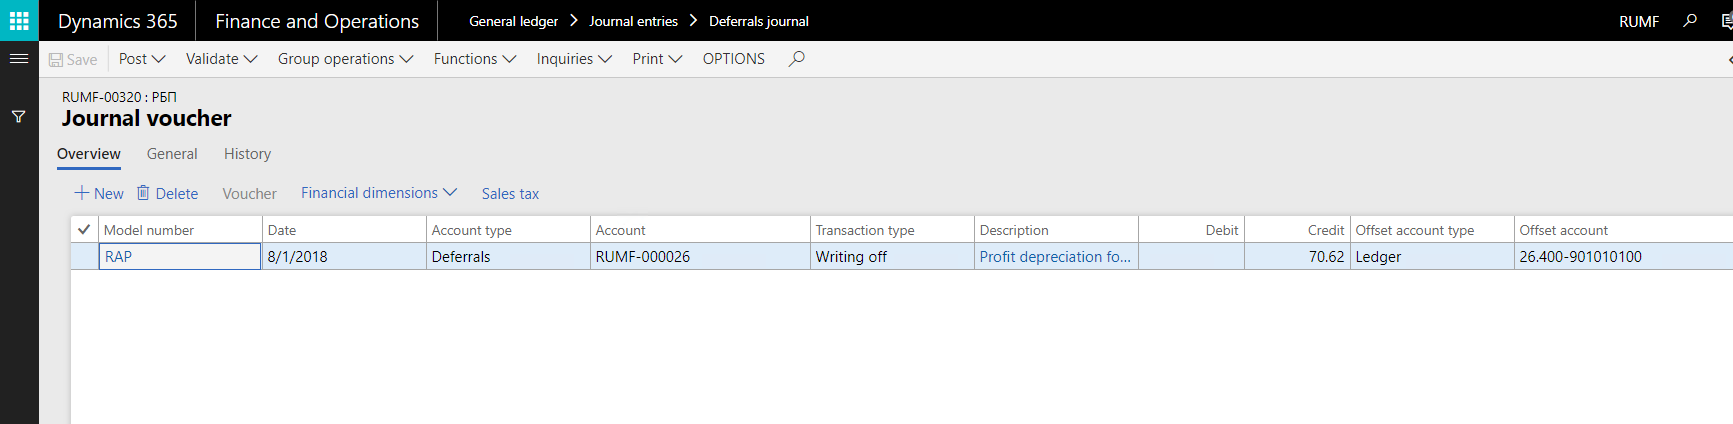 Dynamics 365 Finance and Operations General ledger Journal entries Deferrals journal RUMF
Save Post Validate Group operations Functions Inquiries Print OPTIONS
RUMF-00320 : РБП
Journal voucher
Overview General History
New Delete Voucher Financial dimensions Sales tax
Model number Date Account type Account Transaction type Description Debit Credit Offset account type Offset account
RAP 8/1/2018 Deferrals RUMF-000026 Writing off Profit depreciation fo... 70.62 Ledger 26.400-901010100